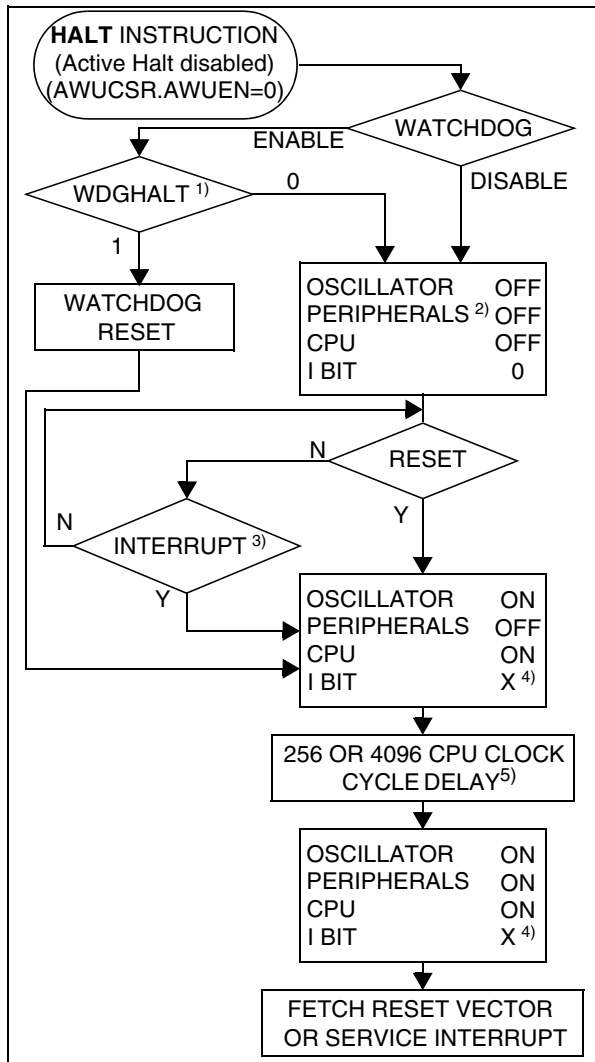 HALT INSTRUCTION
(Active Halt disabled)
(AWUCSR.AWUEN=0)
WATCHDOG
ENABLE
DISABLE
WDGHALT 1)
0
1
WATCHDOG
RESET
OSCILLATOR OFF
PERIPHERALS 2) OFF
CPU OFF
I BIT 0
RESET
N
Y
INTERRUPT 3)
N
Y
OSCILLATOR ON
PERIPHERALS OFF
CPU ON
I BIT X 4)
256 OR 4096 CPU CLOCK
CYCLE DELAY5)
OSCILLATOR ON
PERIPHERALS ON
CPU ON
I BIT X 4)
FETCH RESET VECTOR
OR SERVICE INTERRUPT